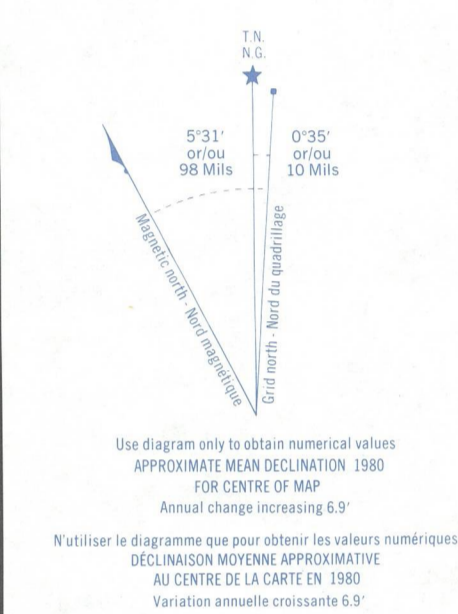 T.N.
N.G.
5°31′
or/ou
98 Mils
0°35′
or/ou
10 Mils
Magnetic north - Nord magnétique
Grid north - Nord du quadrillage
Use diagram only to obtain numerical values
APPROXIMATE MEAN DECLINATION 1980
FOR CENTRE OF MAP
Annual change increasing 6.9′
N'utiliser le diagramme que pour obtenir les valeurs numériques
DÉCLINAISON MOYENNE APPROXIMATIVE
AU CENTRE DE LA CARTE EN 1980
Variation annuelle croissante 6.9′